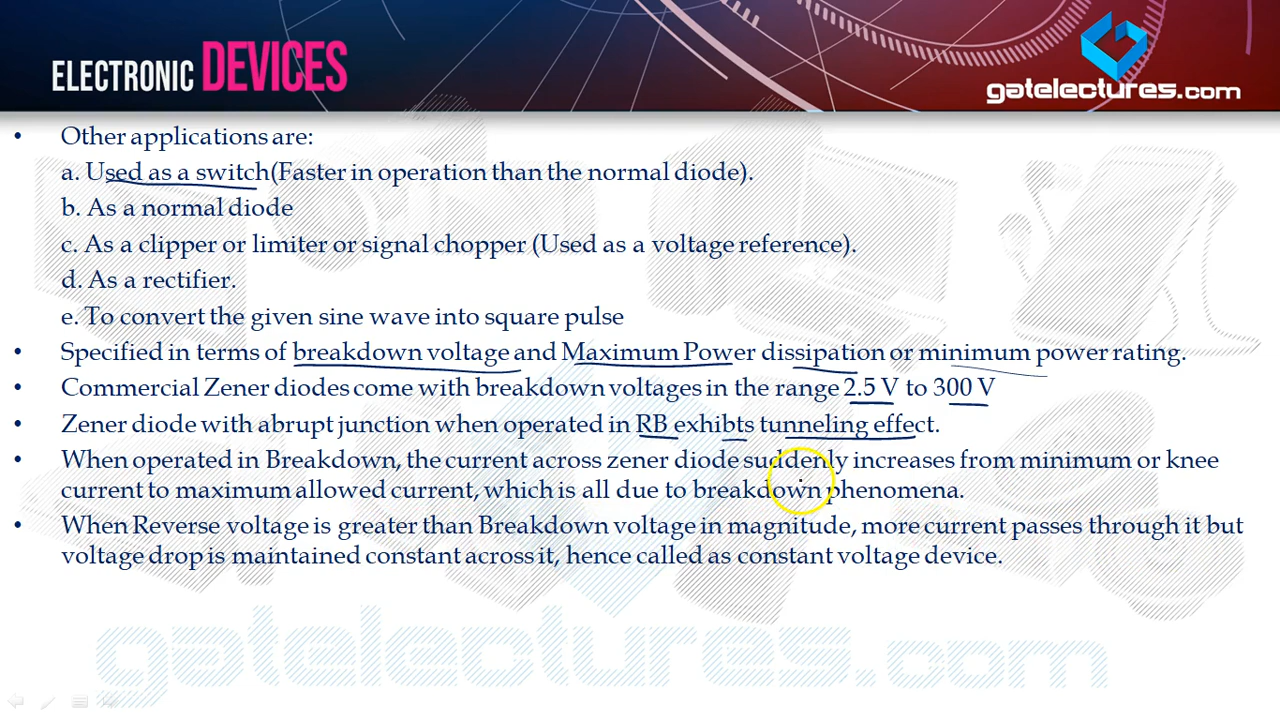 ELECTRONIC DEVICES
gatelectures.com
• Other applications are:
a. Used as a switch(Faster in operation than the normal diode).
b. As a normal diode
c. As a clipper or limiter or signal chopper (Used as a voltage reference).
d. As a rectifier.
e. To convert the given sine wave into square pulse
• Specified in terms of breakdown voltage and Maximum Power dissipation or minimum power rating.
• Commercial Zener diodes come with breakdown voltages in the range 2.5 V to 300 V
• Zener diode with abrupt junction when operated in RB exhibts tunneling effect.
• When operated in Breakdown, the current across zener diode suddenly increases from minimum or knee
current to maximum allowed current, which is all due to breakdown phenomena.
• When Reverse voltage is greater than Breakdown voltage in magnitude, more current passes through it but
voltage drop is maintained constant across it, hence called as constant voltage device.
gatelectures.com